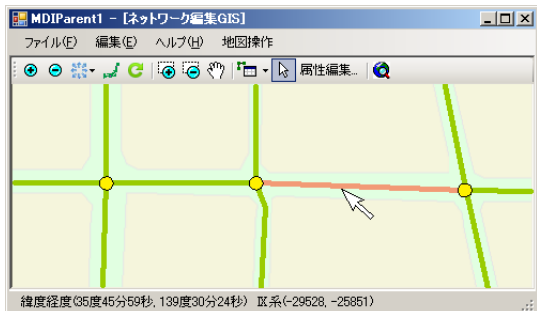 MDIParent1 - [ネットワーク編集GIS]
ファイル(F) 編集(E) ヘルプ(H) 地図操作
属性編集...
緯度経度(35度45分59秒, 139度30分24秒) Ⅸ系(-29528, -25851)